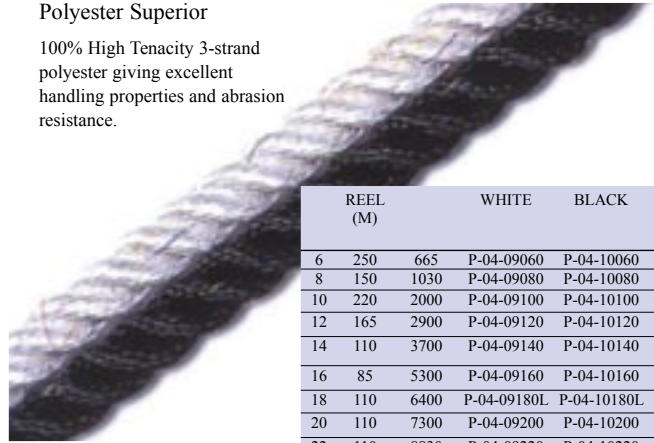 Polyester Superior
100% High Tenacity 3-strand
polyester giving excellent
handling properties and abrasion
resistance.
REEL WHITE BLACK
(M)
6 250 665 P-04-09060 P-04-10060
8 150 1030 P-04-09080 P-04-10080
10 220 2000 P-04-09100 P-04-10100
12 165 2900 P-04-09120 P-04-10120
14 110 3700 P-04-09140 P-04-10140
16 85 5300 P-04-09160 P-04-10160
18 110 6400 P-04-09180L P-04-10180L
20 110 7300 P-04-09200 P-04-10200